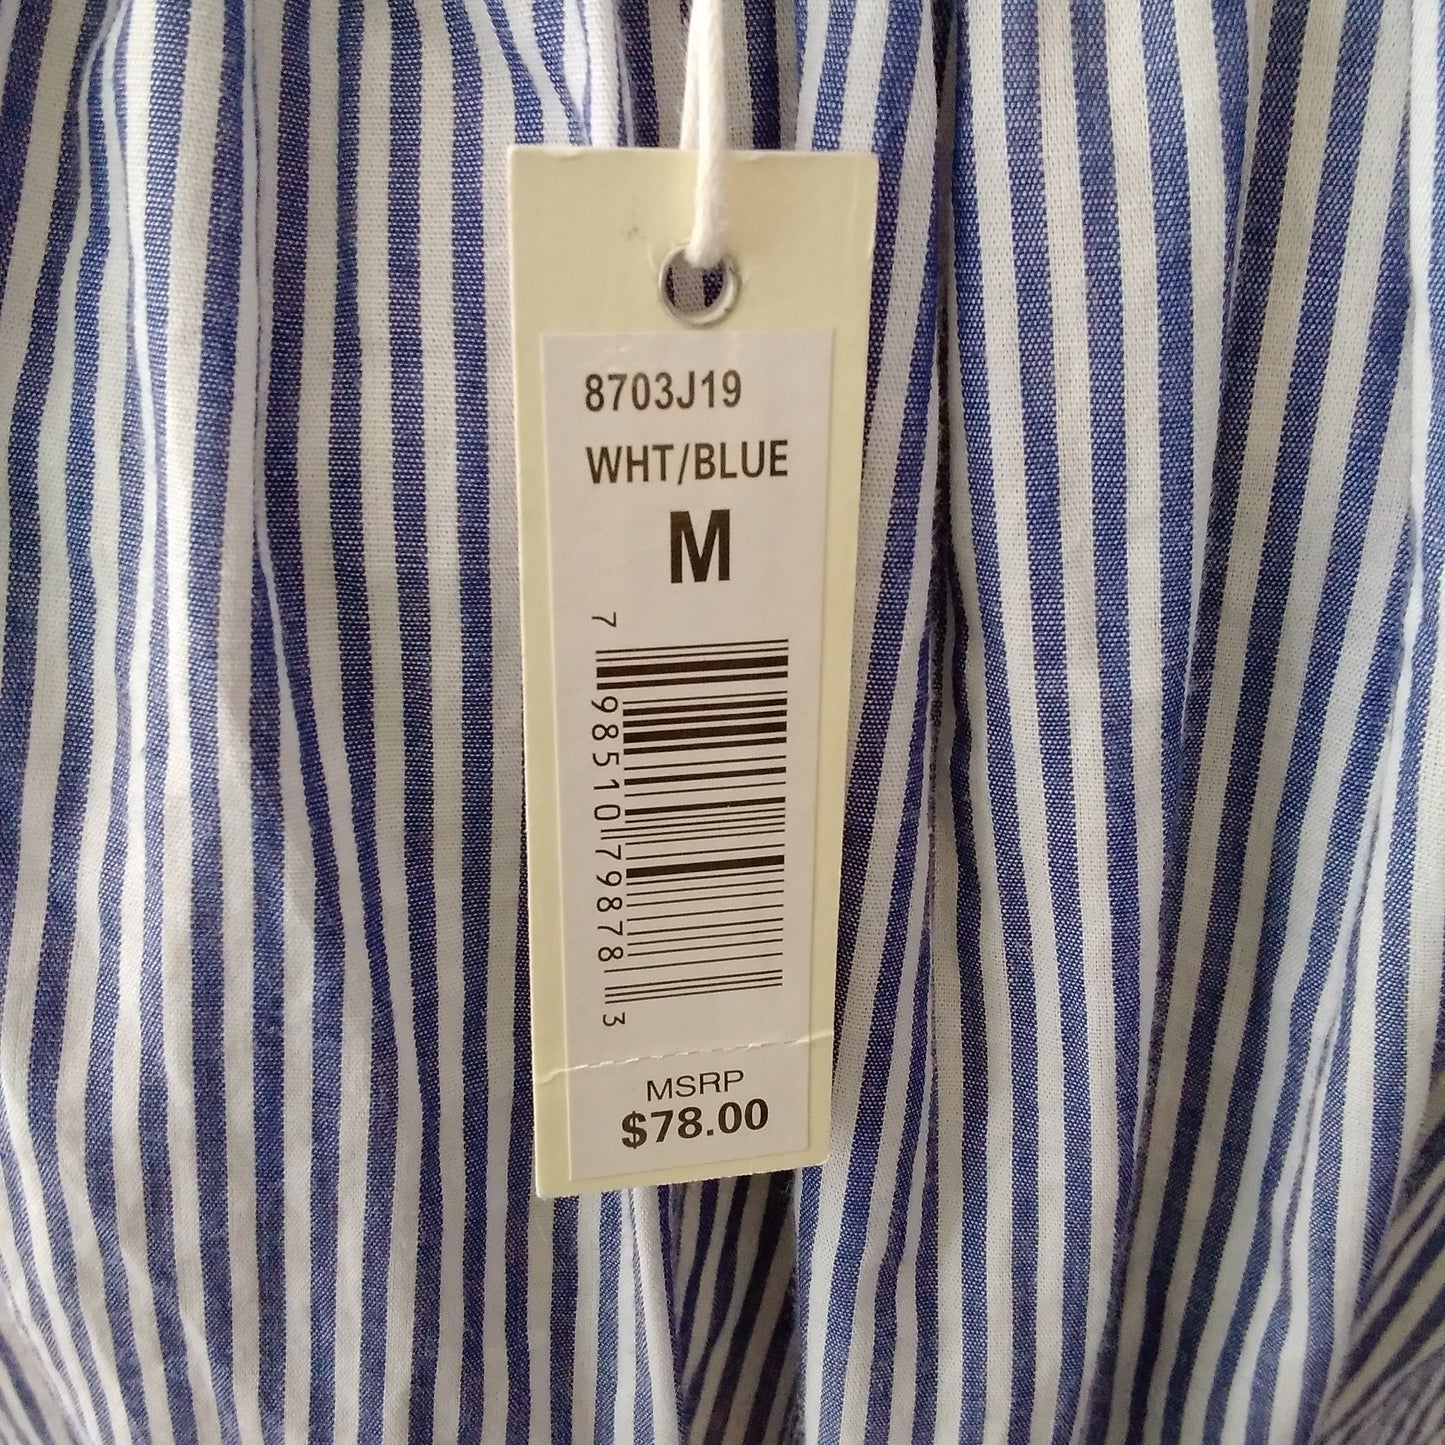 8703J19
WHT/BLUE
M
7 98510 79878 3
MSRP
$78.00